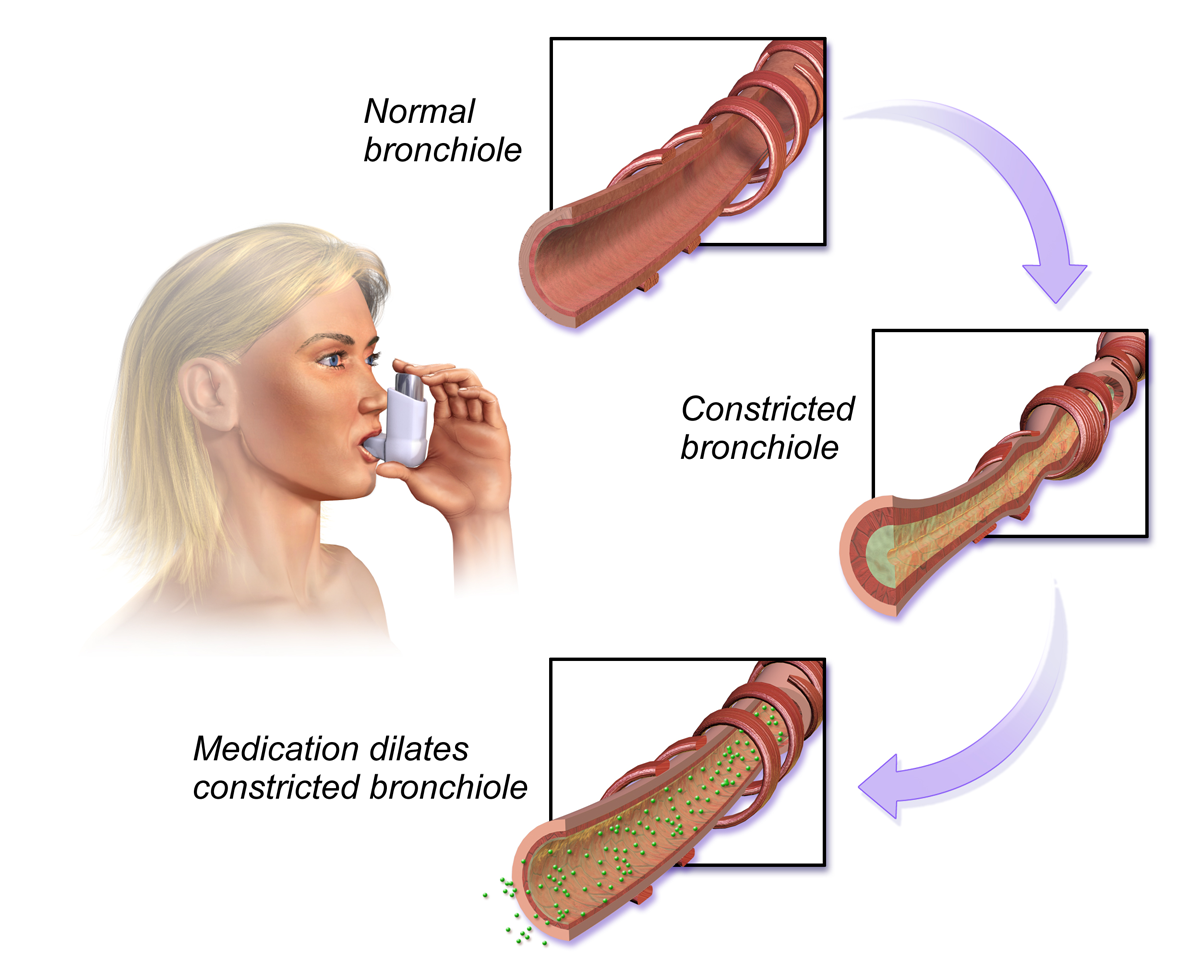 Normal
bronchiole
Constricted
bronchiole
Medication dilates
constricted bronchiole